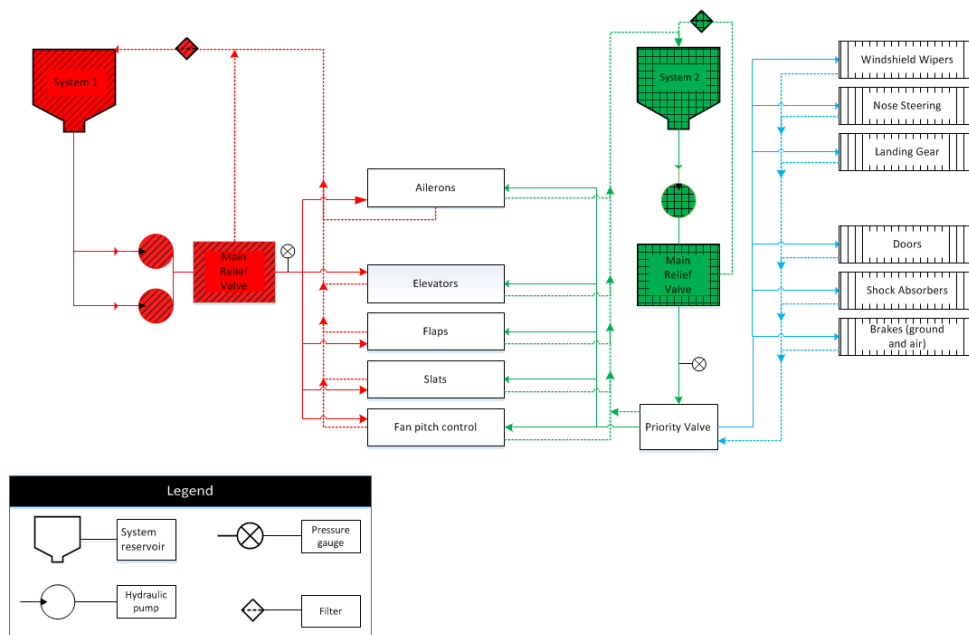 System 1
Main
Relief
Valve
Ailerons
Elevators
Flaps
Slats
Fan pitch control
System 2
Main
Relief
Valve
Priority Valve
Windshield Wipers
Nose Steering
Landing Gear
Doors
Shock Absorbers
Brakes (ground
and air)
Legend
System
reservoir
Pressure
gauge
Hydraulic
pump
Filter